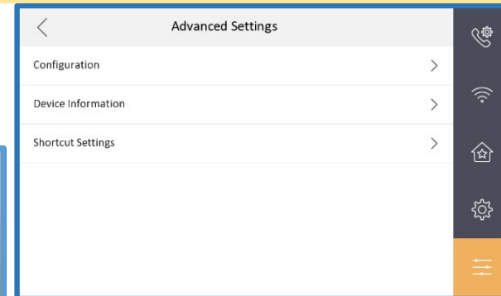 Advanced Settings
Configuration
Device Information
Shortcut Settings